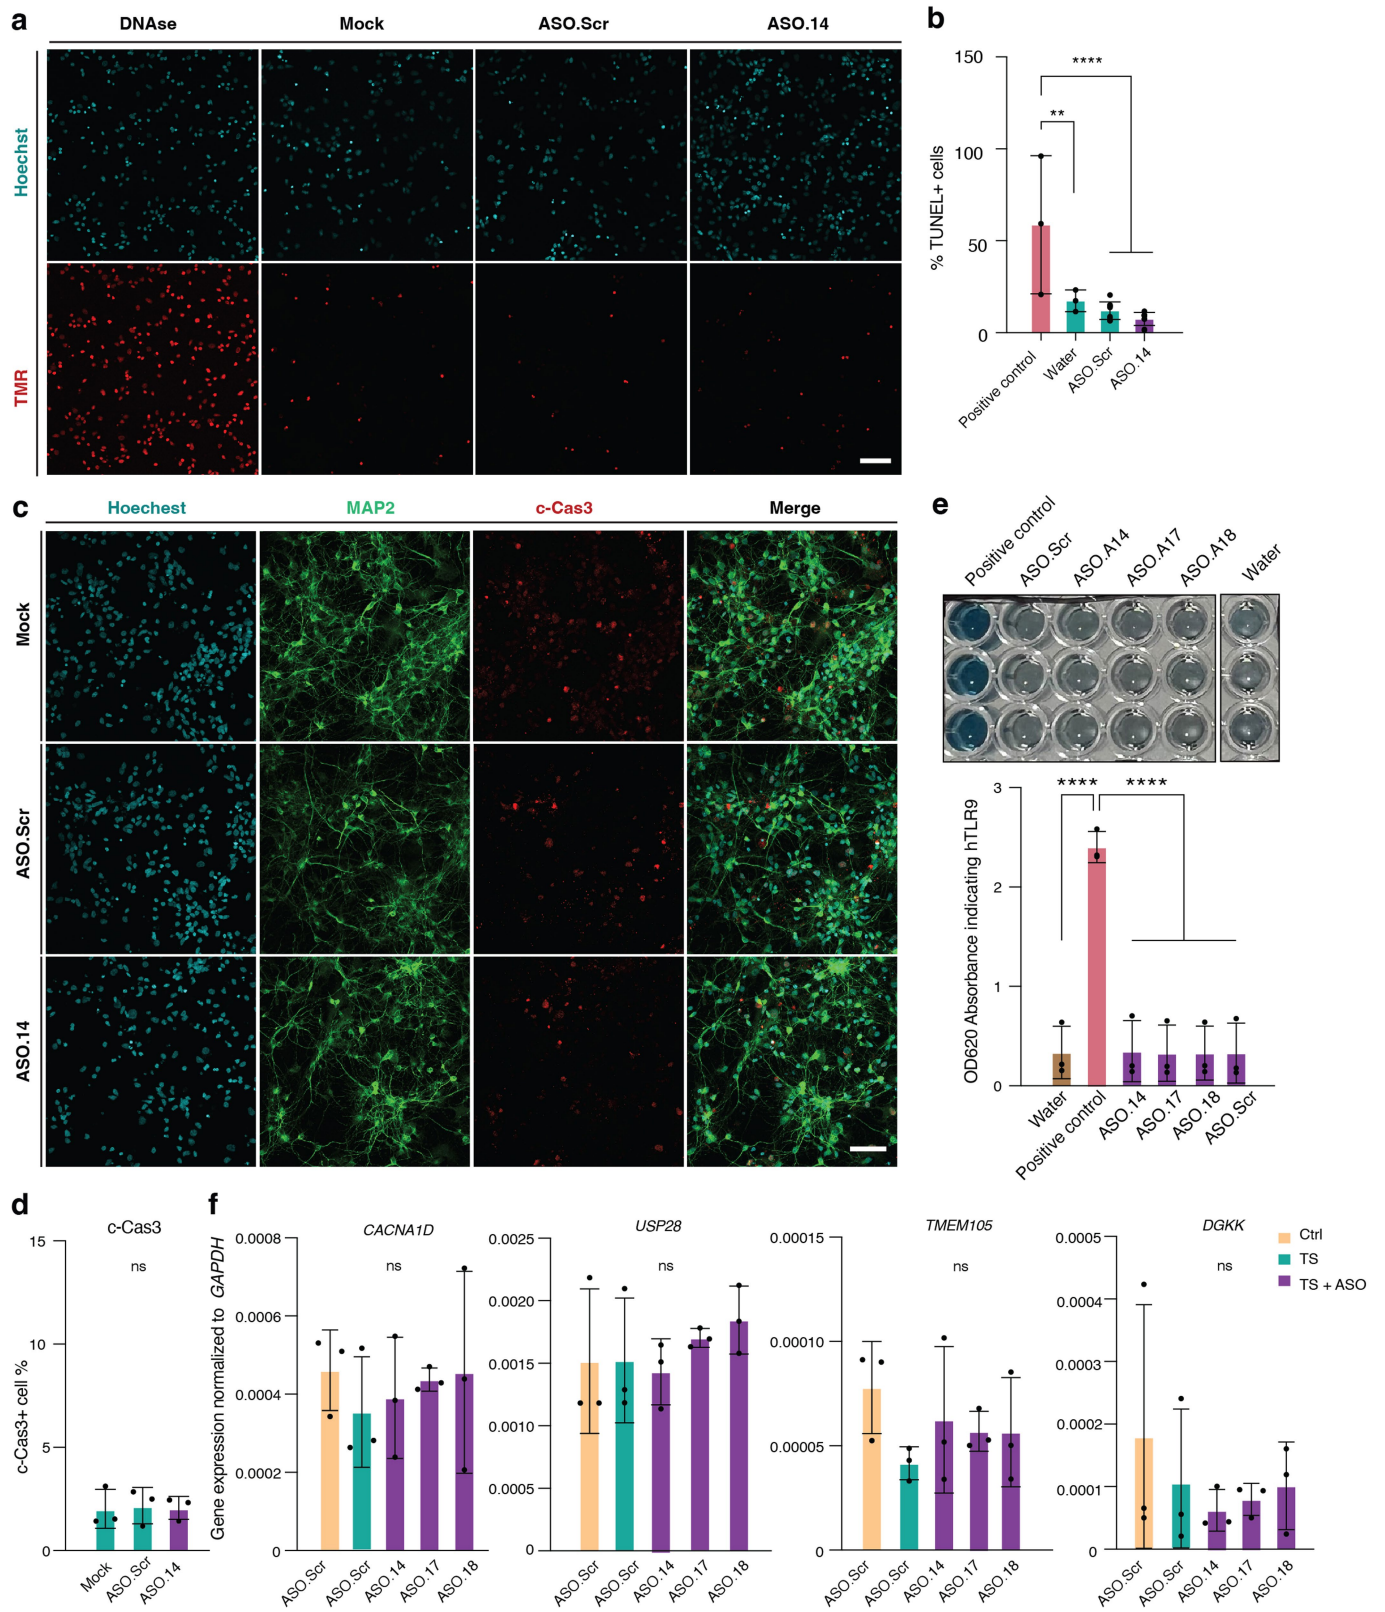 a
DNAse Mock ASO.Scr ASO.14
Hoechst
TMR
b
% TUNEL+ cells
150
100
50
0
****
**
Positive control
Water
ASO.Scr
ASO.14
c
Hoechest MAP2 c-Cas3 Merge
Mock
ASO.Scr
ASO.14
e
Positive control
ASO.Scr
ASO.A14
ASO.A17
ASO.A18
Water
OD620 Absorbance indicating hTLR9
3
2
1
0
**** ****
Water
Positive control
ASO.14
ASO.17
ASO.18
ASO.Scr
d
c-Cas3
ns
c-Cas3+ cell %
15
10
5
0
Mock
ASO.Scr
ASO.14
f
Gene expression normalized to GAPDH
CACNA1D
ns
0.0008
0.0006
0.0004
0.0002
0
ASO.Scr
ASO.Scr
ASO.14
ASO.17
ASO.18
USP28
ns
0.0025
0.0020
0.0015
0.0010
0.0005
0
ASO.Scr
ASO.Scr
ASO.14
ASO.17
ASO.18
TMEM105
ns
0.00015
0.00010
0.00005
0
ASO.Scr
ASO.Scr
ASO.14
ASO.17
ASO.18
DGKK
ns
0.0005
0.0004
0.0003
0.0002
0.0001
0
ASO.Scr
ASO.Scr
ASO.14
ASO.17
ASO.18
Ctrl
TS
TS + ASO